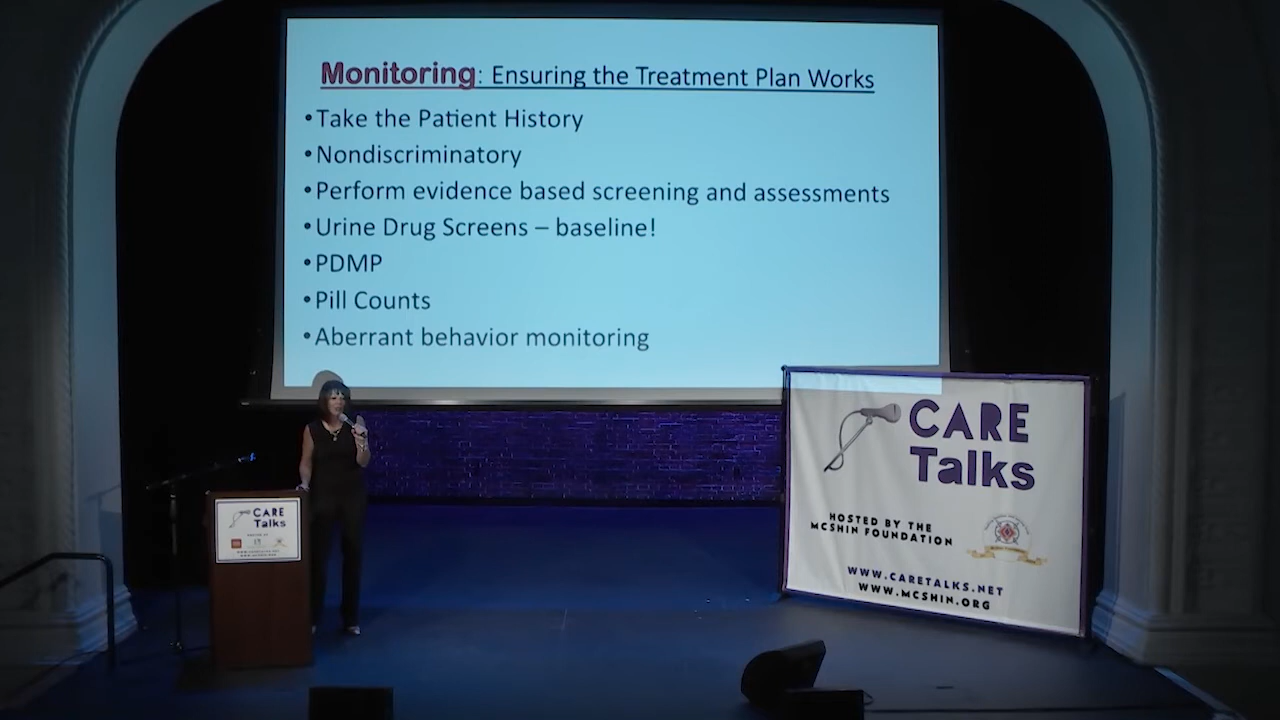 Monitoring: Ensuring the Treatment Plan Works
•Take the Patient History
•Nondiscriminatory
•Perform evidence based screening and assessments
•Urine Drug Screens – baseline!
•PDMP
•Pill Counts
•Aberrant behavior monitoring
CARE
Talks
HOSTED BY THE
MCSHIN FOUNDATION
WWW.CARETALKS.NET
WWW.MCSHIN.ORG
CARE
Talks